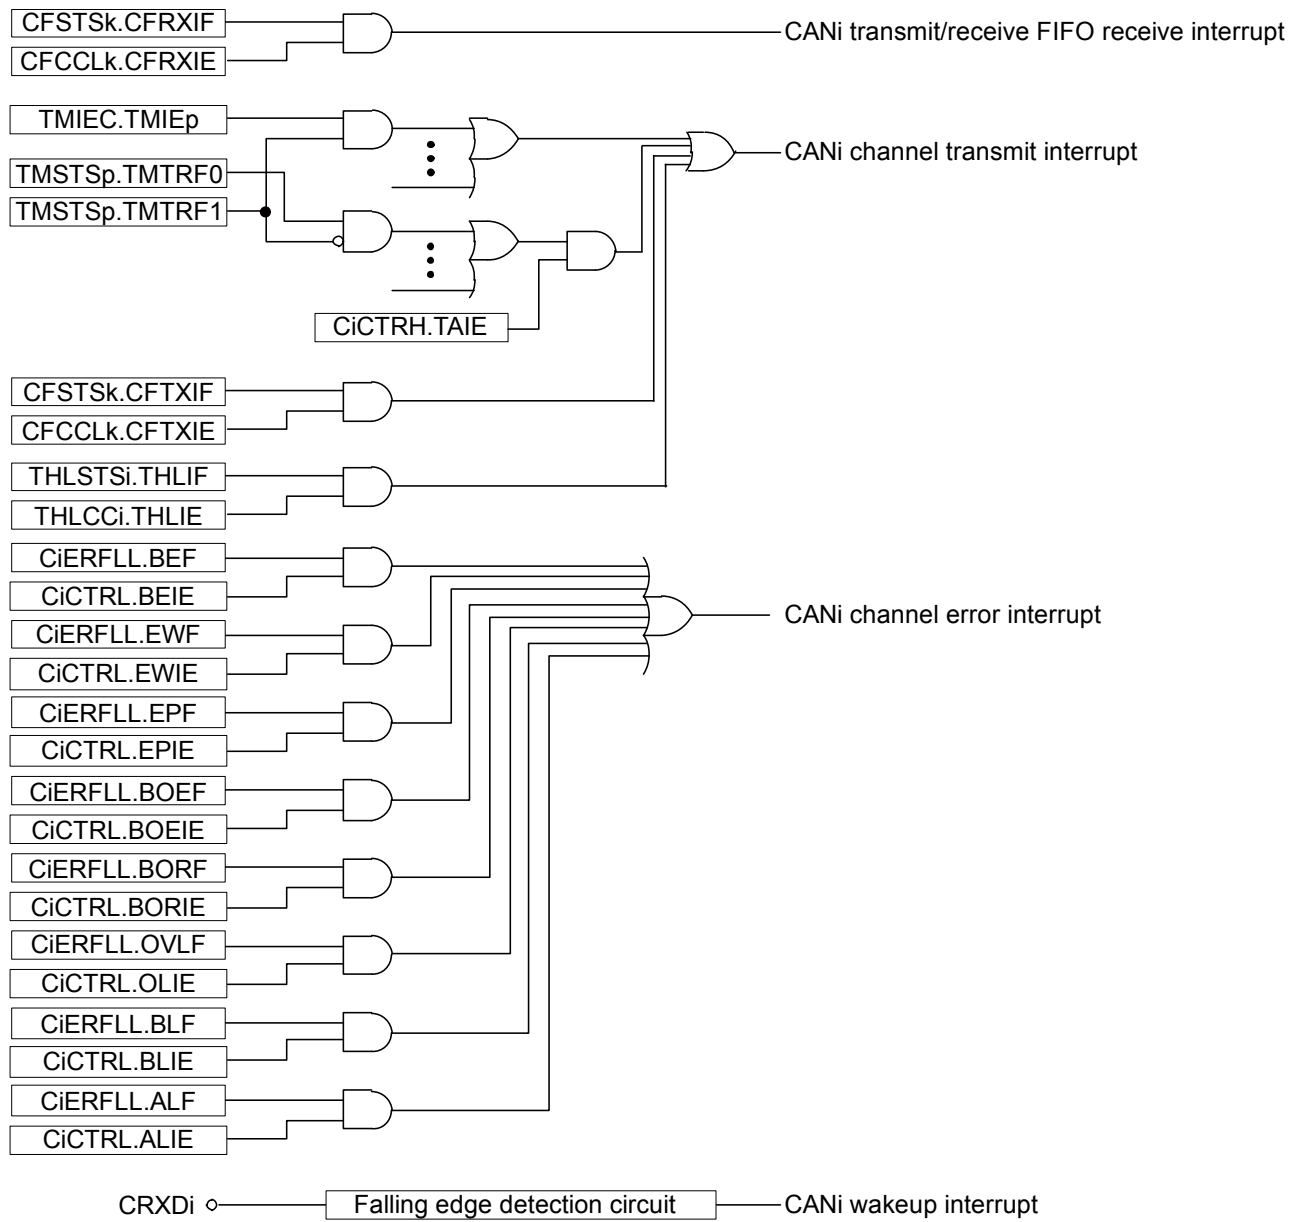 CFSTSk.CFRXIF
CANi transmit/receive FIFO receive interrupt
CFCCLk.CFRXIE
TMIEC.TMIEp
CANi channel transmit interrupt
TMSTSp.TMTRF0
TMSTSp.TMTRF1
CiCTRH.TAIE
CFSTSk.CFTXIF
CFCCLk.CFTXIE
THLSTSi.THLIF
THLCCi.THLIE
CiERFLL.BEF
CiCTRL.BEIE
CANi channel error interrupt
CiERFLL.EWF
CiCTRL.EWIE
CiERFLL.EPF
CiCTRL.EPIE
CiERFLL.BOEF
CiCTRL.BOEIE
CiERFLL.BORF
CiCTRL.BORIE
CiERFLL.OVLF
CiCTRL.OLIE
CiERFLL.BLF
CiCTRL.BLIE
CiERFLL.ALF
CiCTRL.ALIE
CRXDi
Falling edge detection circuit
CANi wakeup interrupt